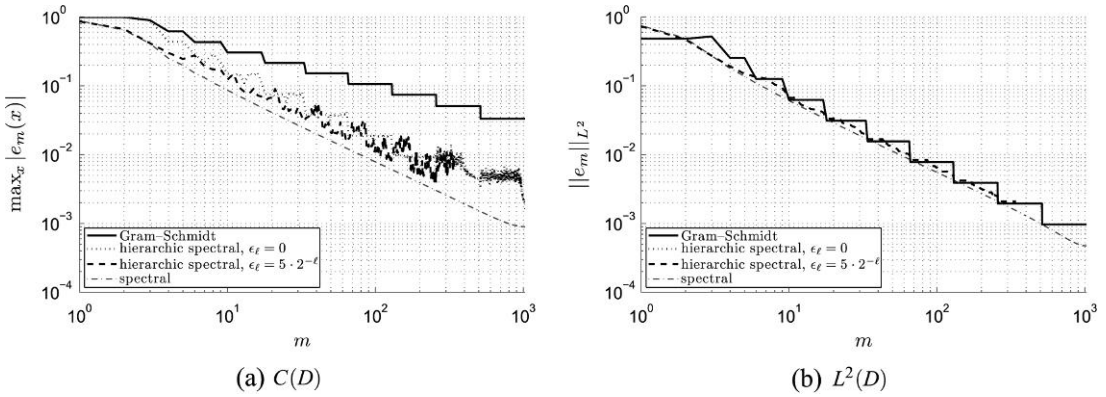 10^0
10^{-1}
10^{-2}
10^{-3}
10^{-4}
max_x |e_m(x)|
Gram–Schmidt
hierarchic spectral, ϵ_ℓ = 0
hierarchic spectral, ϵ_ℓ = 5 · 2^{-ℓ}
spectral
10^0 10^1 10^2 10^3
m
(a) C(D)
10^0
10^{-1}
10^{-2}
10^{-3}
10^{-4}
||e_m||_{L^2}
Gram–Schmidt
hierarchic spectral, ϵ_ℓ = 0
hierarchic spectral, ϵ_ℓ = 5 · 2^{-ℓ}
spectral
10^0 10^1 10^2 10^3
m
(b) L^2(D)